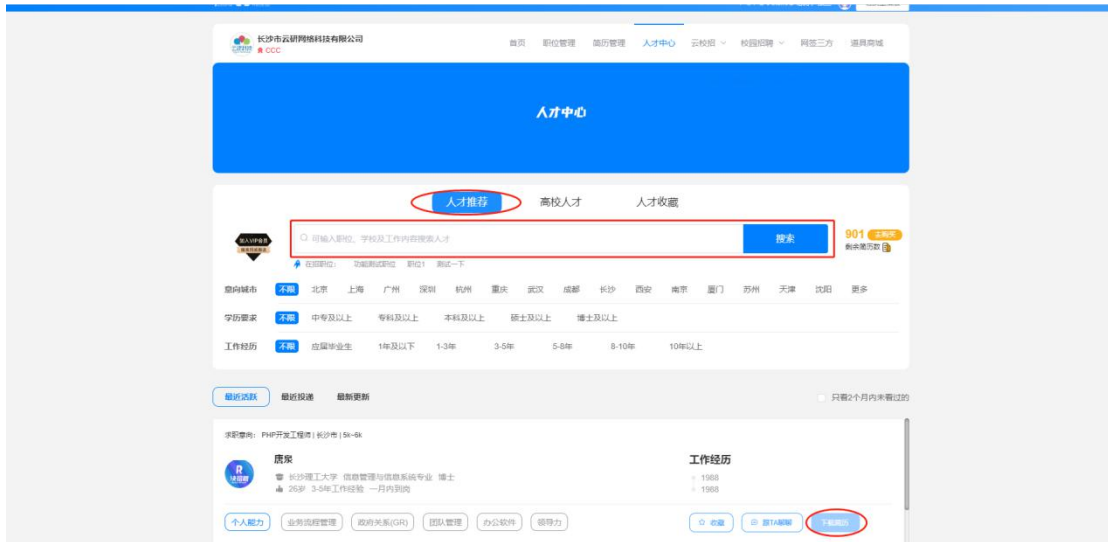 长沙市云研网络科技有限公司
CCC
首页 职位管理 简历管理 人才中心 云校招 校园招聘 网签三方 道具商城
人才中心
人才推荐 高校人才 人才收藏
加入VIP会员
可输入职位、学校及工作内容搜索人才 搜索
901 去购买
剩余简历数
在招职位: 功能测试职位 职位1 测试一下
意向城市 不限 北京 上海 广州 深圳 杭州 重庆 武汉 成都 长沙 西安 南京 厦门 苏州 天津 沈阳 更多
学历要求 不限 中专及以上 专科及以上 本科及以上 硕士及以上 博士及以上
工作经历 不限 应届毕业生 1年及以下 1-3年 3-5年 5-8年 8-10年 10年以上
最近活跃 最近投递 最新更新 只看2个月内未看过的
求职意向: PHP开发工程师 | 长沙市 | 5k-6k
唐泉 工作经历
长沙理工大学 信息管理与信息系统专业 博士 1988
26岁 3-5年工作经验 一月内到岗 1988
个人能力 业务流程管理 政府关系(GR) 团队管理 办公软件 领导力 收藏 跟TA聊聊 下载简历